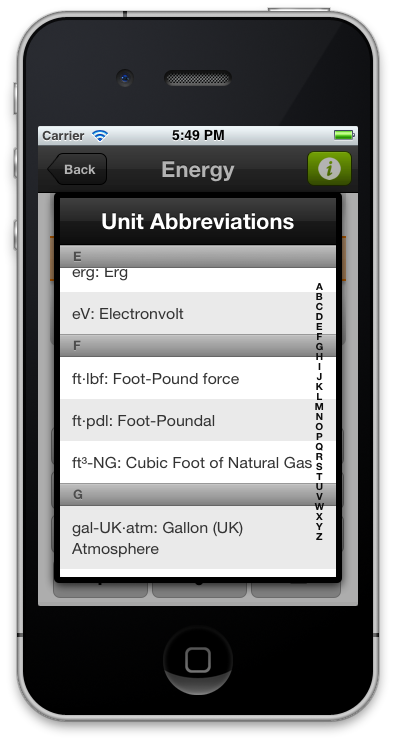 Carrier 5:49 PM
Back Energy i
Unit Abbreviations
E
erg: Erg
eV: Electronvolt
F
ft·lbf: Foot-Pound force
ft·pdl: Foot-Poundal
ft³-NG: Cubic Foot of Natural Gas
G
gal-UK·atm: Gallon (UK)
Atmosphere
A
B
C
D
E
F
G
H
I
J
K
L
M
N
O
P
Q
R
S
T
U
V
W
X
Y
Z